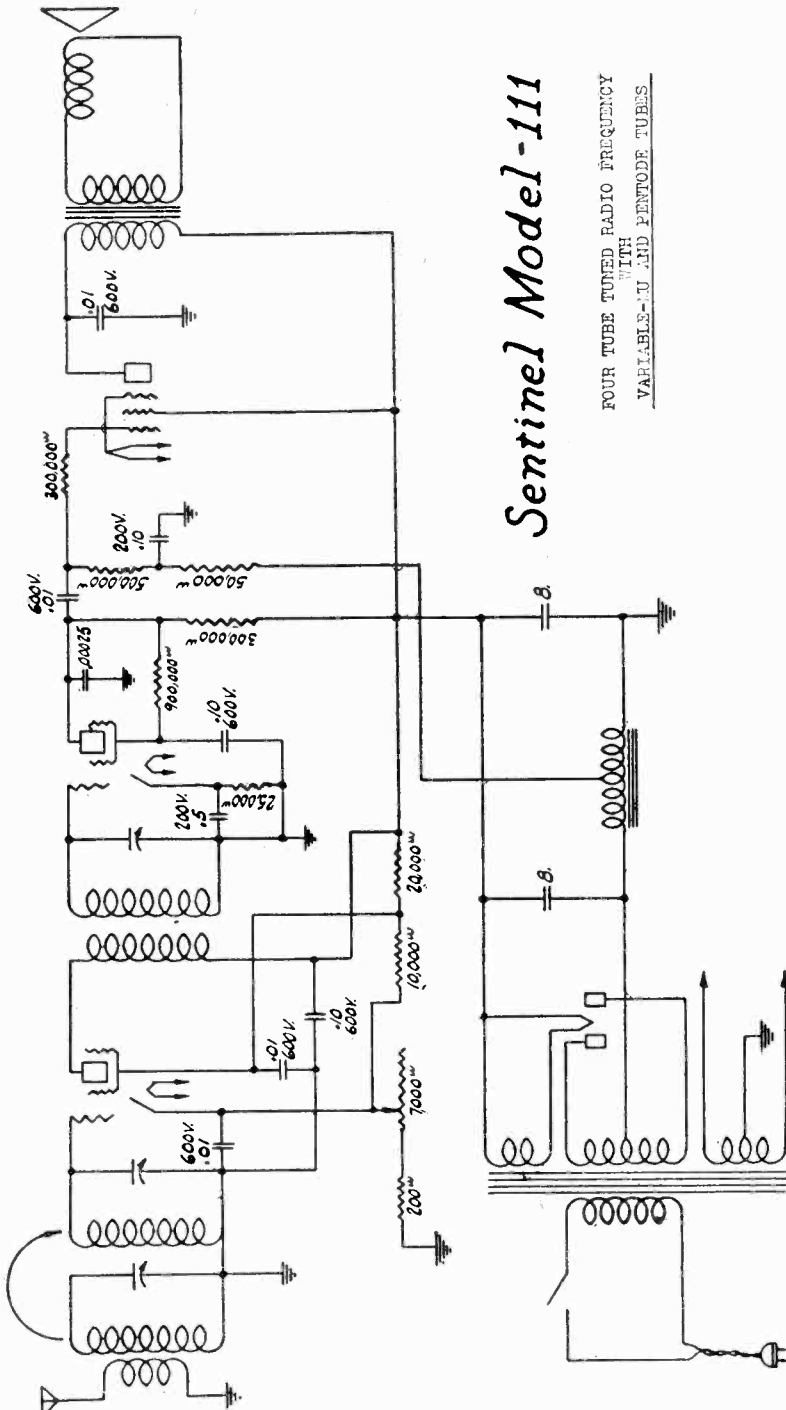 Sentinel Model-111
FOUR TUBE TUNED RADIO FREQUENCY
WITH
VARIABLE-MU AND PENTODE TUBES
.01
600V.
300,000ω
200V.
.10
500,000ω
50,000ω
600V.
.01
.00025
900,000ω
300,000ω
.10
600V.
200V.
.5
25,000ω
20,000ω
10,000ω
.01
600V.
.10
600V.
600V.
.01
7,000ω
200ω
8.
8.